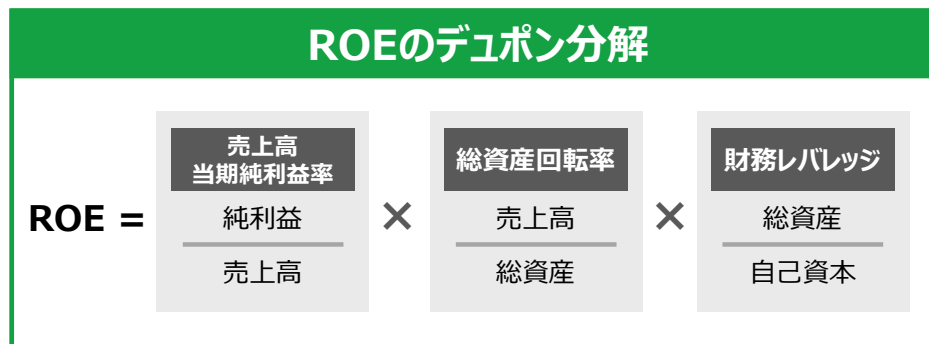 ROEのデュポン分解
ROE =
売上高
当期純利益率
純利益
売上高
×
総資産回転率
売上高
総資産
×
財務レバレッジ
総資産
自己資本